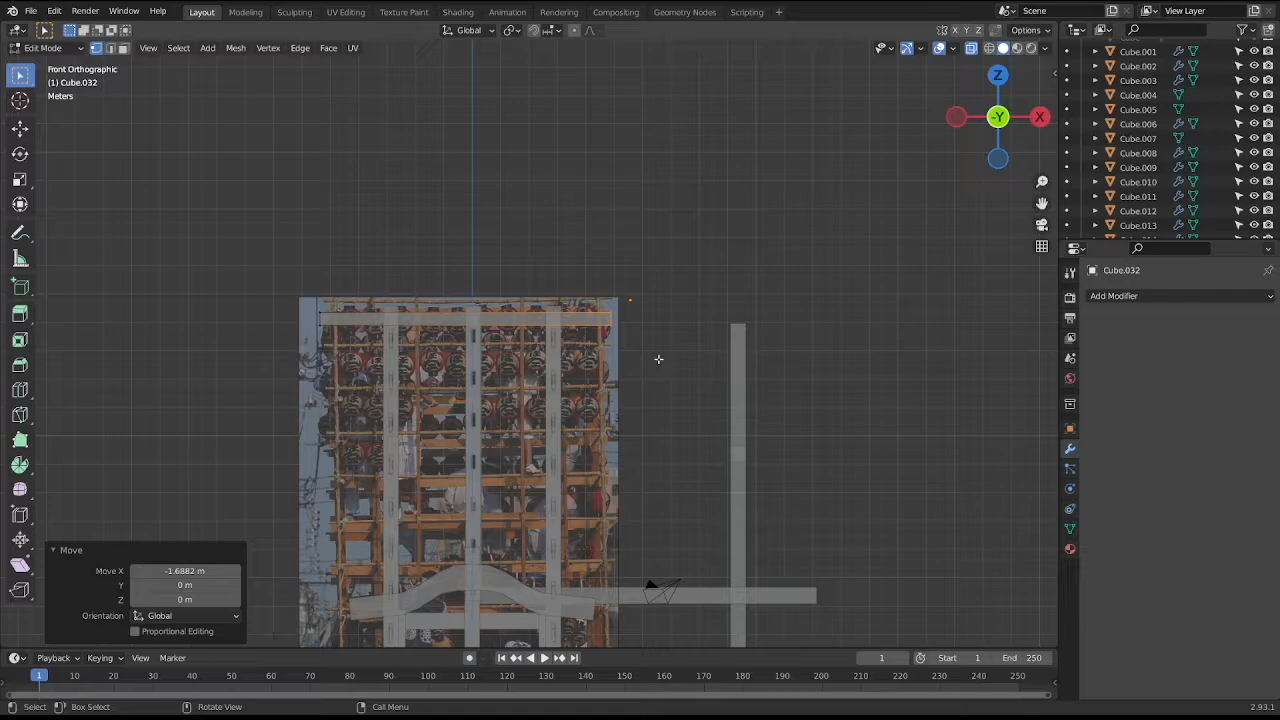 File Edit Render Window Help Layout Modeling Sculpting UV Editing Texture Paint Shading Animation Rendering Compositing Geometry Nodes Scripting Scene View Layer
Global X Y Z Options
Edit Mode View Select Add Mesh Vertex Edge Face UV
Front Orthographic
(1) Cube.032
Meters
Z
-Y
X
Cube.001
Cube.002
Cube.003
Cube.004
Cube.005
Cube.006
Cube.007
Cube.008
Cube.009
Cube.010
Cube.011
Cube.012
Cube.013
Cube.032
Add Modifier
Move
Move X -1.6882 m
Y 0 m
Z 0 m
Orientation Global
Proportional Editing
Playback Keying View Marker 1 Start 1 End 250
1 10 20 30 40 50 60 70 80 90 100 110 120 130 140 150 160 170 180 190 200 210 220 230 240 250
Select Box Select Rotate View Call Menu 2.93.1